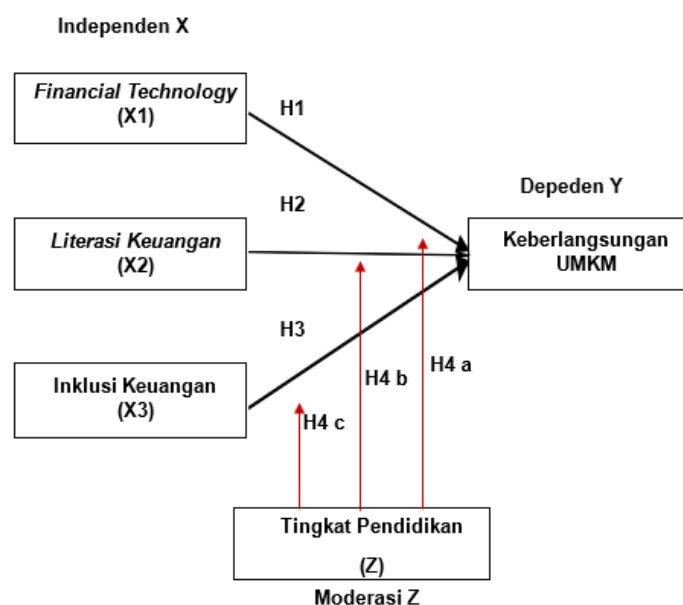 Independen X
Financial Technology
(X1)
H1
H2
Depeden Y
Literasi Keuangan
(X2)
Keberlangsungan
UMKM
H3
Inklusi Keuangan
(X3)
H4 a
H4 b
H4 c
Tingkat Pendidikan
(Z)
Moderasi Z